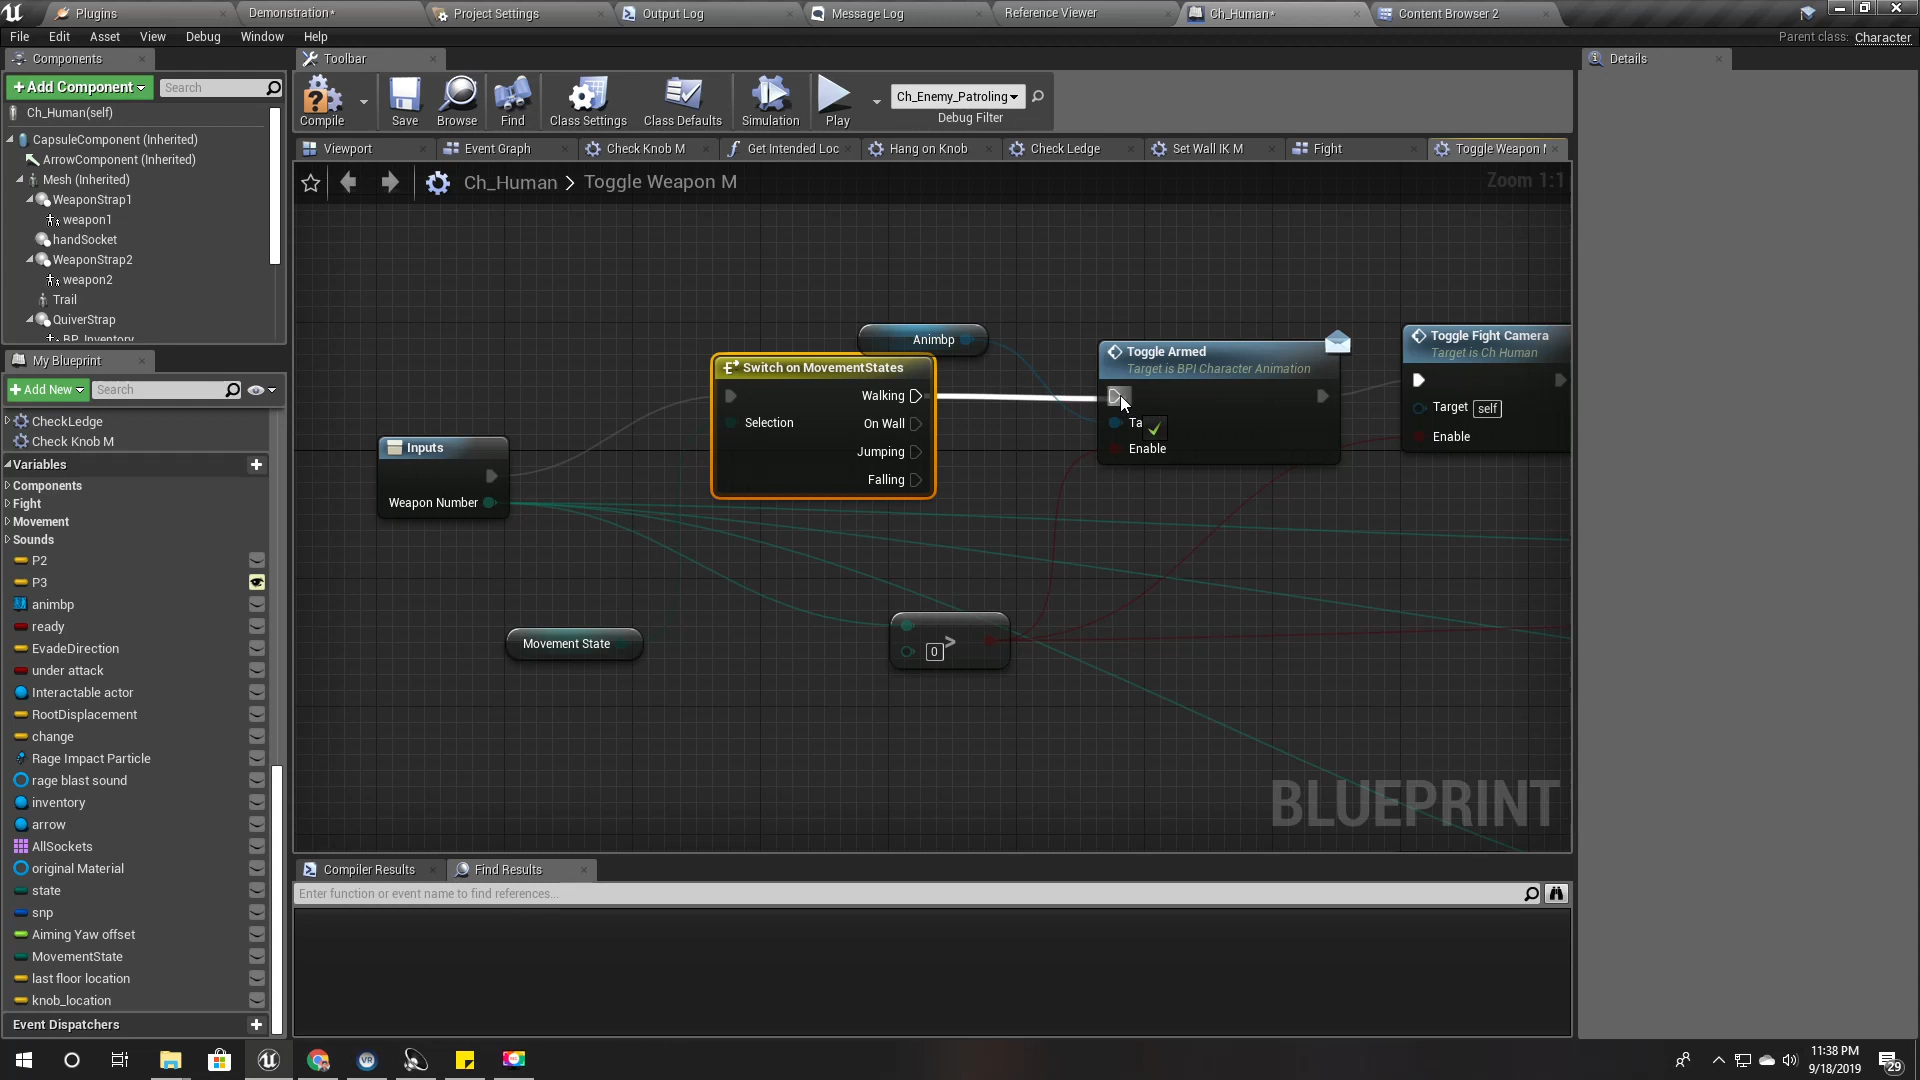 Plugins
Demonstration*
Project Settings
Output Log
Message Log
Reference Viewer
Ch_Human*
Content Browser 2
File Edit Asset View Debug Window Help
Parent class: Character
Components
Toolbar
Details
+Add Component
Search
Ch_Human(self)
CapsuleComponent (Inherited)
ArrowComponent (Inherited)
Mesh (Inherited)
WeaponStrap1
weapon1
handSocket
WeaponStrap2
weapon2
Trail
QuiverStrap
BP_Inventory
Compile
Save
Browse
Find
Class Settings
Class Defaults
Simulation
Play
Ch_Enemy_Patroling
Debug Filter
Viewport
Event Graph
Check Knob M
Get Intended Loc
Hang on Knob
Check Ledge
Set Wall IK M
Fight
Toggle Weapon M
Ch_Human > Toggle Weapon M
Zoom 1:1
My Blueprint
+Add New
Search
CheckLedge
Check Knob M
Variables
Components
Fight
Movement
Sounds
P2
P3
animbp
ready
EvadeDirection
under attack
Interactable actor
RootDisplacement
change
Rage Impact Particle
rage blast sound
inventory
arrow
AllSockets
original Material
state
snp
Aiming Yaw offset
MovementState
last floor location
knob_location
Event Dispatchers
Inputs
Weapon Number
Movement State
Switch on MovementStates
Walking
Selection
On Wall
Jumping
Falling
Animbp
0
>
Toggle Armed
Target is BPI Character Animation
Ta
Enable
Toggle Fight Camera
Target is Ch Human
Target self
Enable
BLUEPRINT
Compiler Results
Find Results
Enter function or event name to find references...
VR
11:38 PM
9/18/2019
29